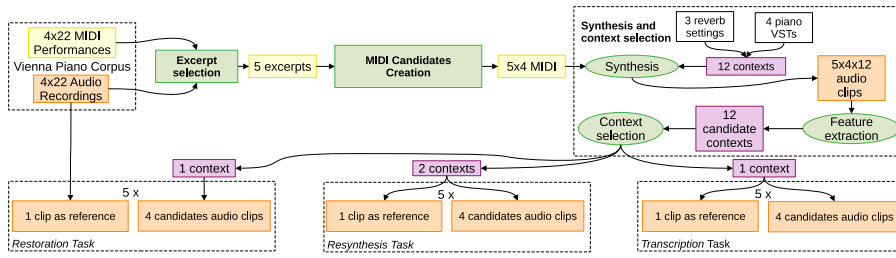 4x22 MIDI
Performances
Vienna Piano Corpus
4x22 Audio
Recordings
Excerpt
selection
5 excerpts
MIDI Candidates
Creation
5x4 MIDI
Synthesis and
context selection
3 reverb
settings
4 piano
VSTs
Synthesis
12 contexts
5x4x12
audio
clips
Context
selection
12
candidate
contexts
Feature
extraction
1 context
2 contexts
1 context
5 x
1 clip as reference
4 candidates audio clips
Restoration Task
5 x
1 clip as reference
4 candidates audio clips
Resynthesis Task
5 x
1 clip as reference
4 candidates audio clips
Transcription Task